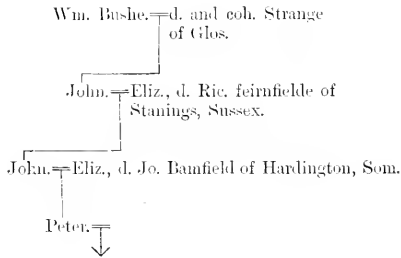 Wm. Bushe.=d. and coh. Strange
of Glos.
John.=Eliz., d. Ric. feirnfielde of
Stanings, Sussex.
John.=Eliz., d. Jo. Bamfield of Hardington, Som.
Peter.=